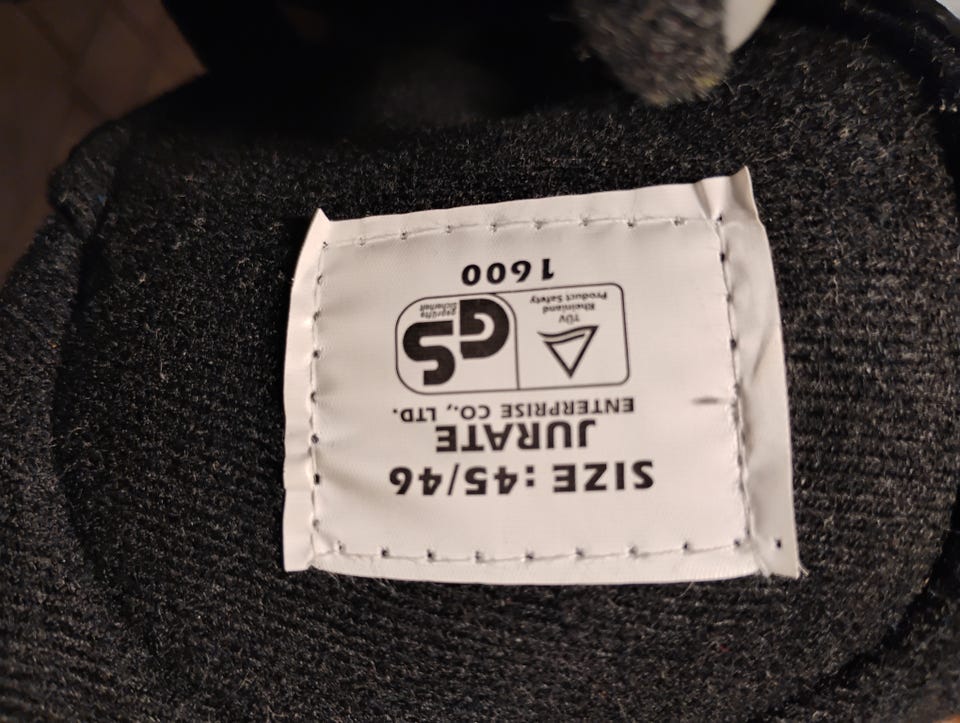 SIZE : 45/46
JURATE
ENTERPRISE CO., LTD.
TÜV
Rheinland
Product Safety
GS
geprüfte
Sicherheit
1600